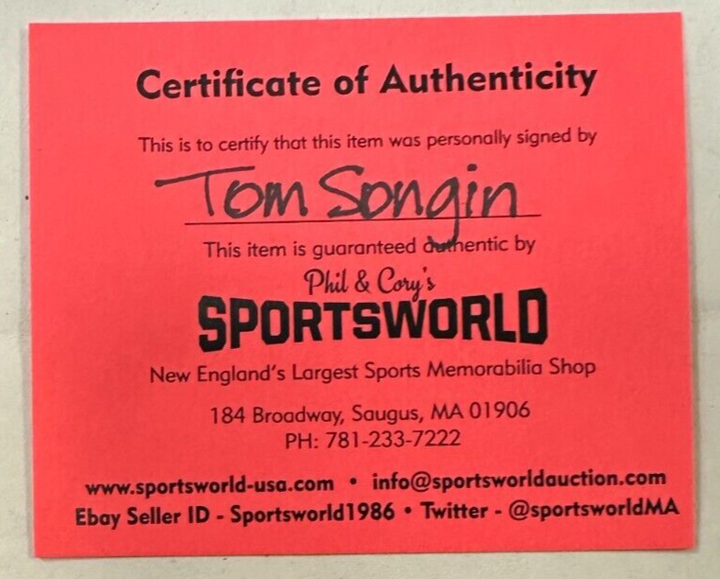 Certificate of Authenticity
This is to certify that this item was personally signed by
Tom Songin
This item is guaranteed authentic by
Phil & Cory's
SPORTSWORLD
New England's Largest Sports Memorabilia Shop
184 Broadway, Saugus, MA 01906
PH: 781-233-7222
www.sportsworld-usa.com • info@sportsworldauction.com
Ebay Seller ID - Sportsworld1986 • Twitter - @sportsworldMA